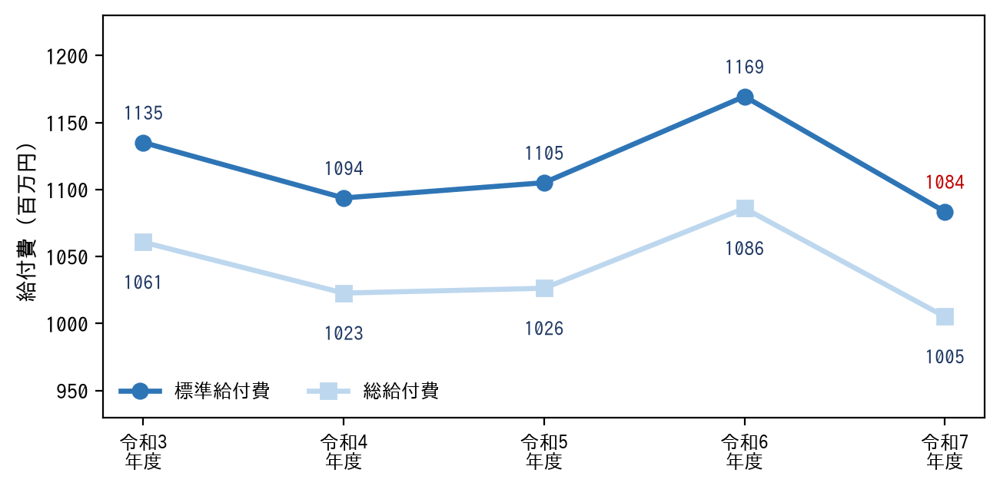 給付費（百万円）
1200
1150
1100
1050
1000
950
1135
1094
1105
1169
1084
1061
1023
1026
1086
1005
標準給付費
総給付費
令和3
年度
令和4
年度
令和5
年度
令和6
年度
令和7
年度